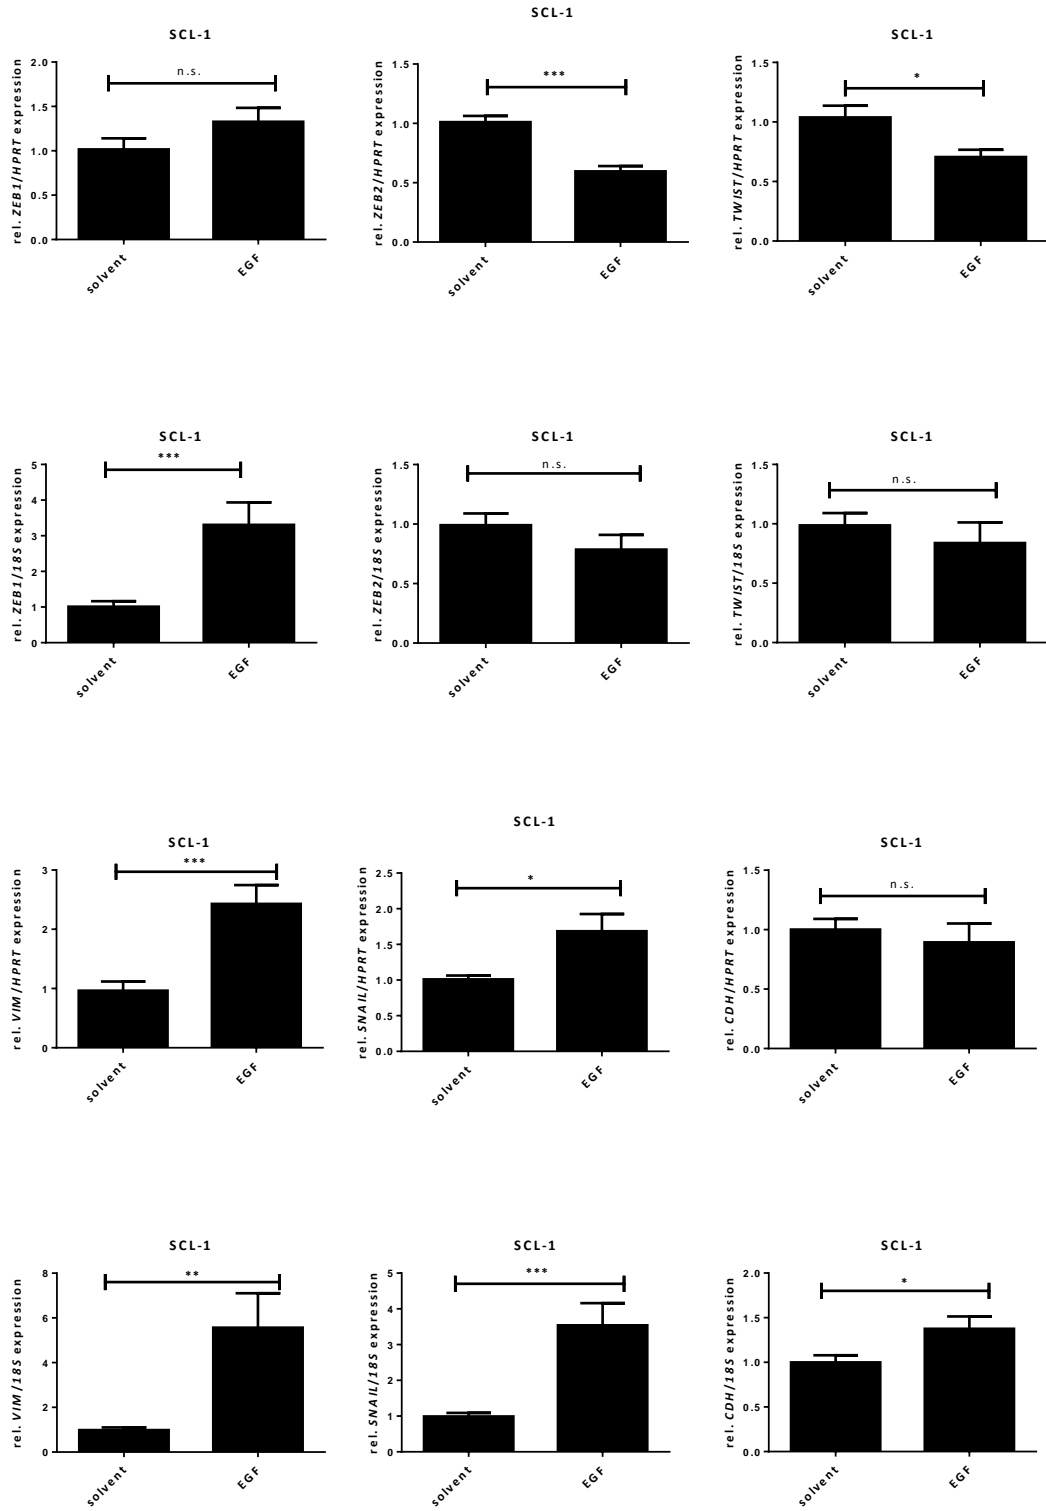 SCL-1
n.s.
rel. ZEB1/HPRT expression
2.0
1.5
1.0
0.5
0.0
solvent
EGF
SCL-1
***
rel. ZEB2/HPRT expression
1.5
1.0
0.5
0.0
solvent
EGF
SCL-1
*
rel. TWIST/HPRT expression
1.5
1.0
0.5
0.0
solvent
EGF
SCL-1
***
rel. ZEB1/18S expression
5
4
3
2
1
0
solvent
EGF
SCL-1
n.s.
rel. ZEB2/18S expression
1.5
1.0
0.5
0.0
solvent
EGF
SCL-1
n.s.
rel. TWIST/18S expression
1.5
1.0
0.5
0.0
solvent
EGF
SCL-1
***
rel. VIM/HPRT expression
3
2
1
0
solvent
EGF
SCL-1
*
rel. SNAIL/HPRT expression
2.5
2.0
1.5
1.0
0.5
0.0
solvent
EGF
SCL-1
n.s.
rel. CDH/HPRT expression
1.5
1.0
0.5
0.0
solvent
EGF
SCL-1
**
rel. VIM/18S expression
8
6
4
2
0
solvent
EGF
SCL-1
***
rel. SNAIL/18S expression
5
4
3
2
1
0
solvent
EGF
SCL-1
*
rel. CDH/18S expression
2.0
1.5
1.0
0.5
0.0
solvent
EGF